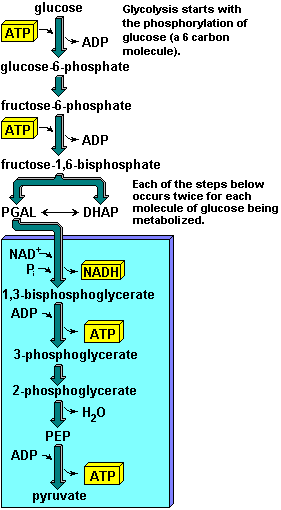 glucose
Glycolysis starts with
the phosphorylation of
glucose (a 6 carbon
molecule).
ATP
ADP
glucose-6-phosphate
fructose-6-phosphate
ATP
ADP
fructose-1,6-bisphosphate
Each of the steps below
occurs twice for each
molecule of glucose being
metabolized.
PGAL DHAP
NAD+
Pi
NADH
1,3-bisphosphoglycerate
ADP
ATP
3-phosphoglycerate
2-phosphoglycerate
H2O
PEP
ADP
ATP
pyruvate